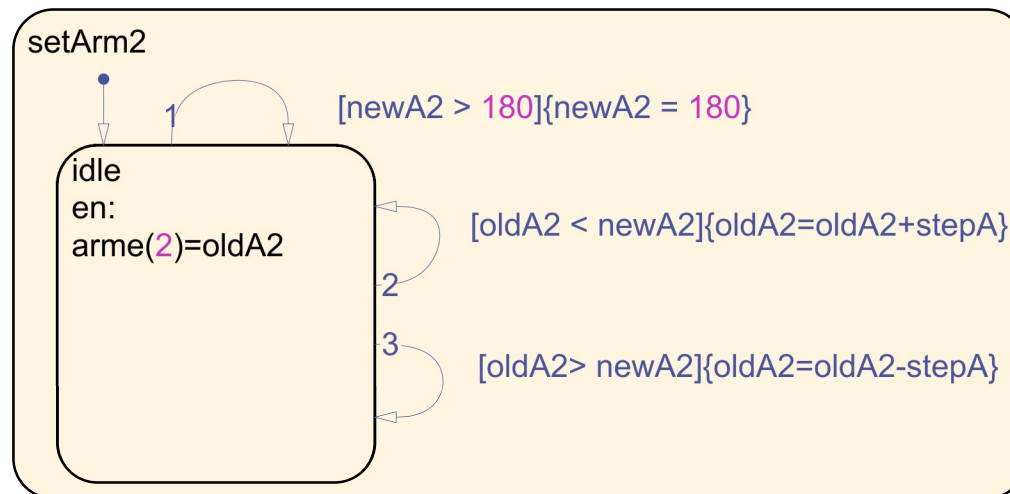 setArm2
1
[newA2 > 180]{newA2 = 180}
idle
en:
arme(2)=oldA2
[oldA2 < newA2]{oldA2=oldA2+stepA}
2
3
[oldA2> newA2]{oldA2=oldA2-stepA}